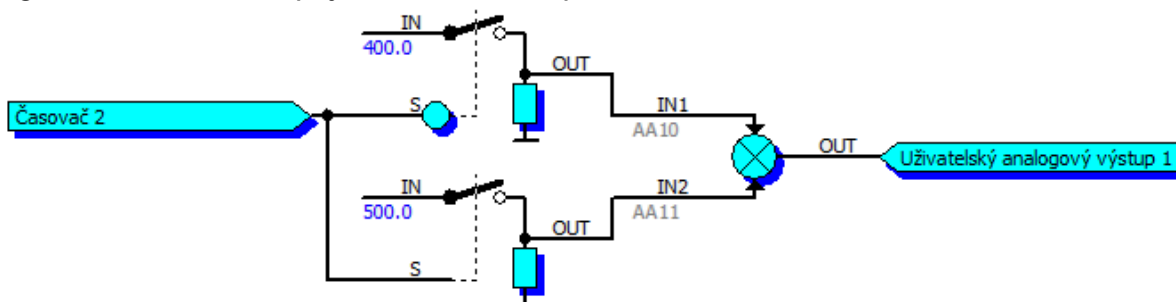 IN
400.0
OUT
Časovač 2
S
IN1
AA10
OUT
Uživatelský analogový výstup 1
IN
500.0
IN2
AA11
OUT
S